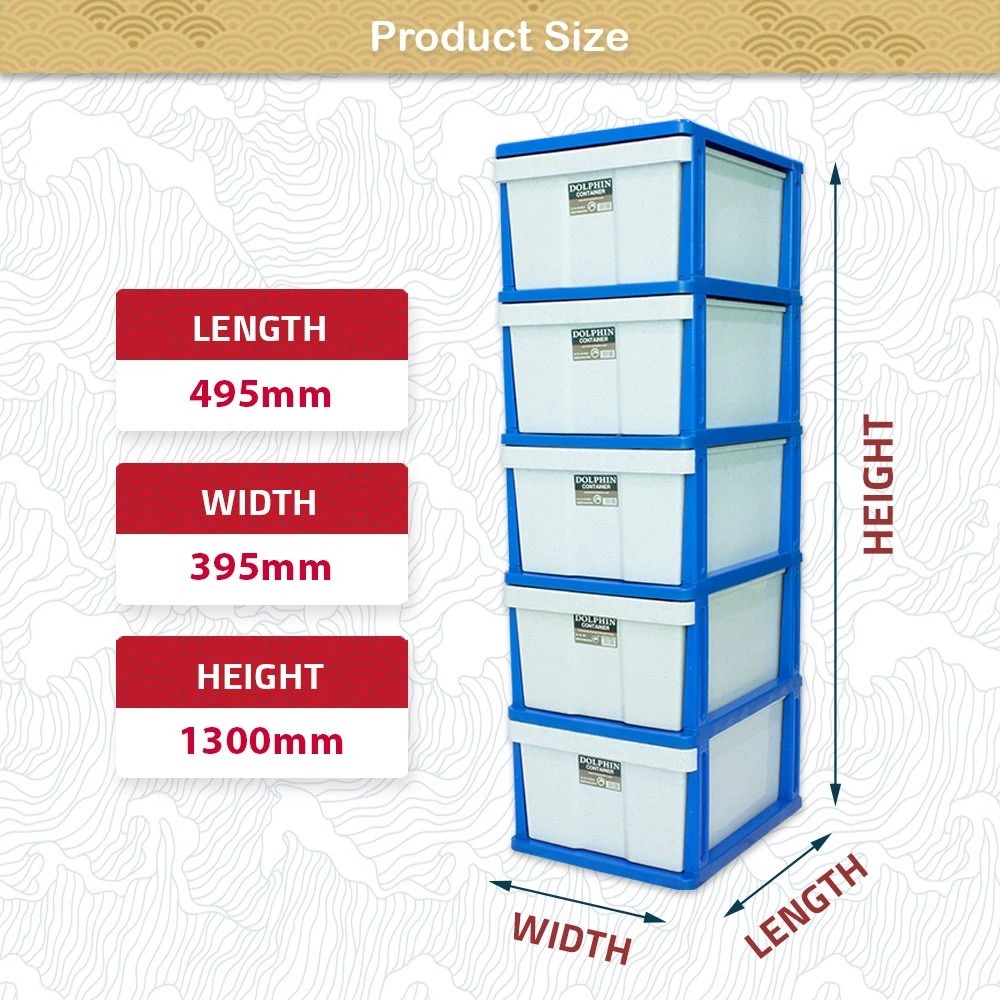 Product Size
LENGTH
495mm
WIDTH
395mm
HEIGHT
1300mm
DOLPHIN
CONTAINER
DOLPHIN
CONTAINER
DOLPHIN
CONTAINER
DOLPHIN
CONTAINER
DOLPHIN
CONTAINER
HEIGHT
WIDTH
LENGTH